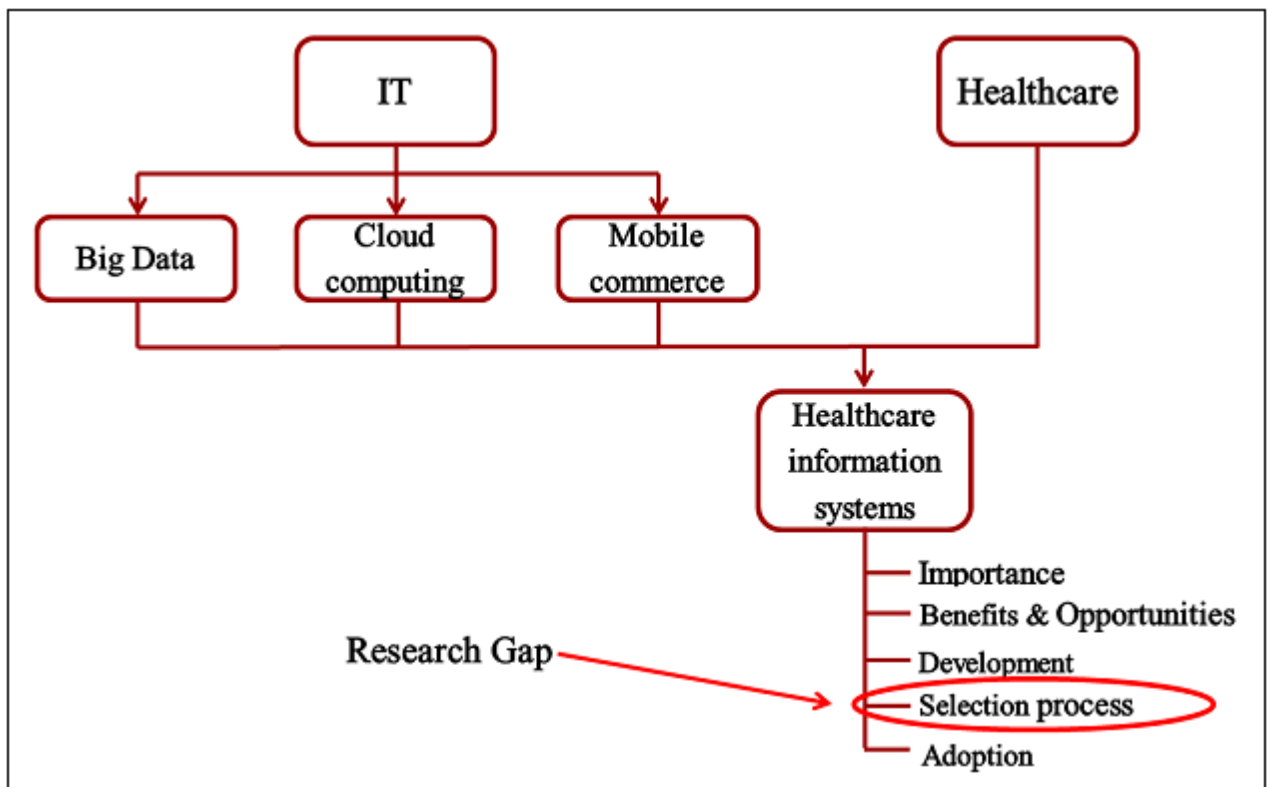 IT
Healthcare
Big Data
Cloud
computing
Mobile
commerce
Healthcare
information
systems
Importance
Benefits & Opportunities
Development
Selection process
Adoption
Research Gap